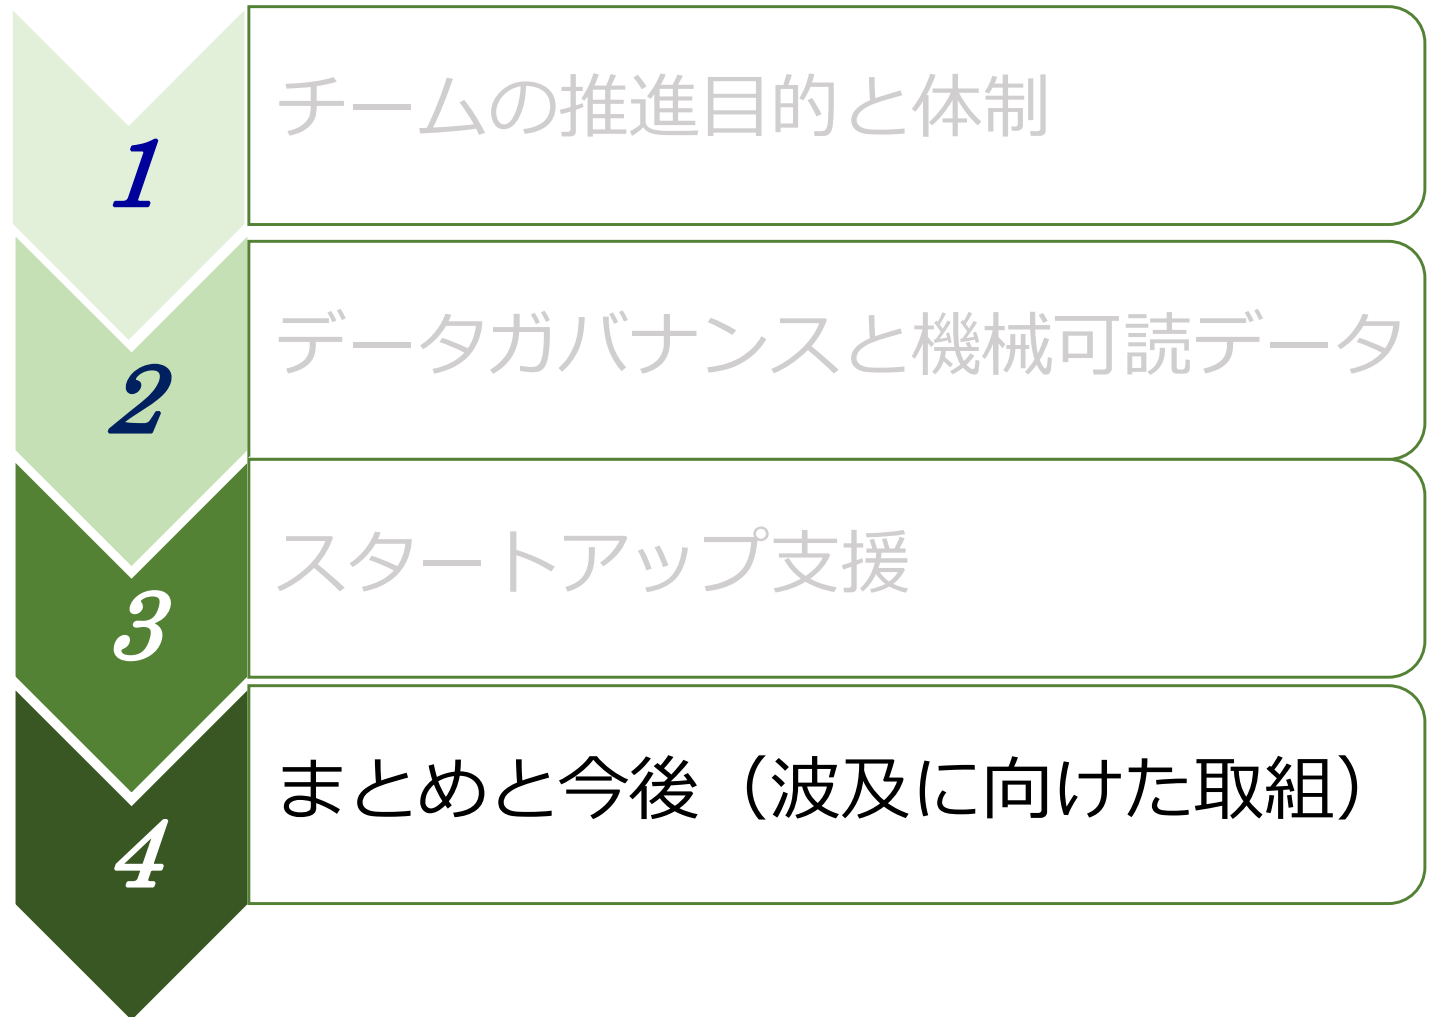 1
チームの推進目的と体制
2
データガバナンスと機械可読データ
3
スタートアップ支援
4
まとめと今後（波及に向けた取組）